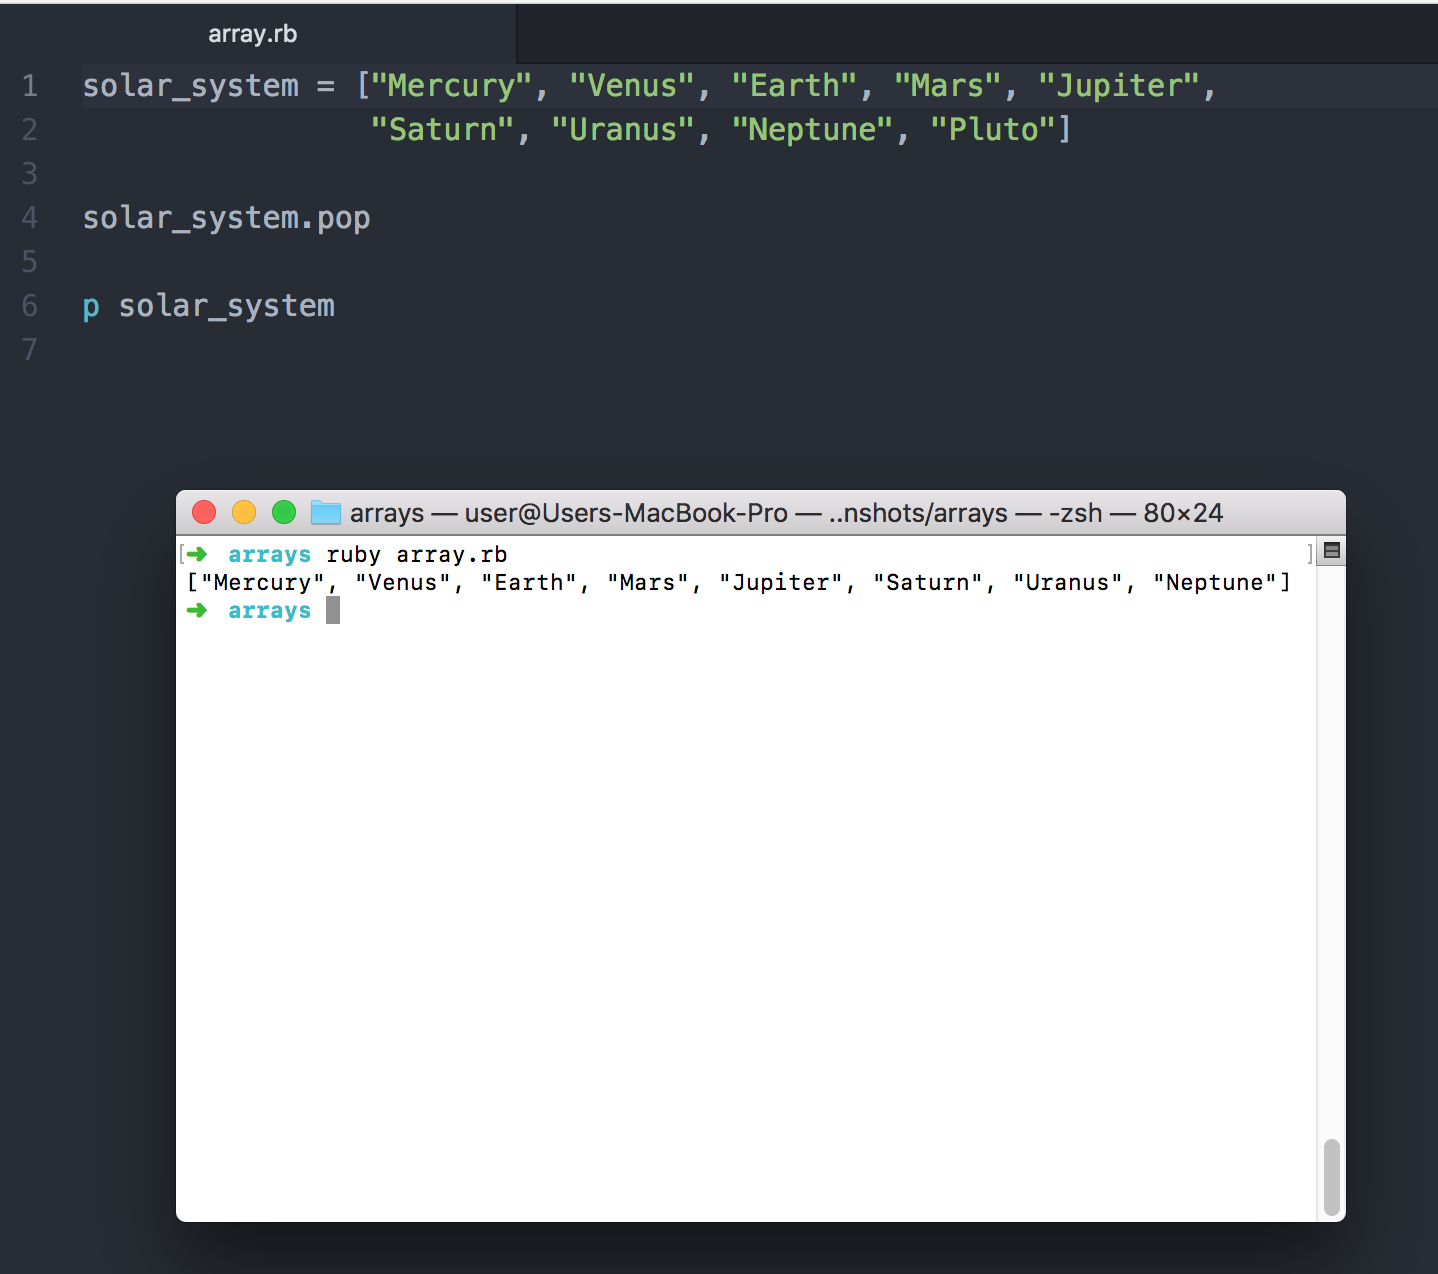 array.rb
1 solar_system = ["Mercury", "Venus", "Earth", "Mars", "Jupiter",
2 "Saturn", "Uranus", "Neptune", "Pluto"]
3
4 solar_system.pop
5
6 p solar_system
7
arrays — user@Users-MacBook-Pro — ..nshots/arrays — -zsh — 80×24
[➜ arrays ruby array.rb ]
["Mercury", "Venus", "Earth", "Mars", "Jupiter", "Saturn", "Uranus", "Neptune"]
➜ arrays